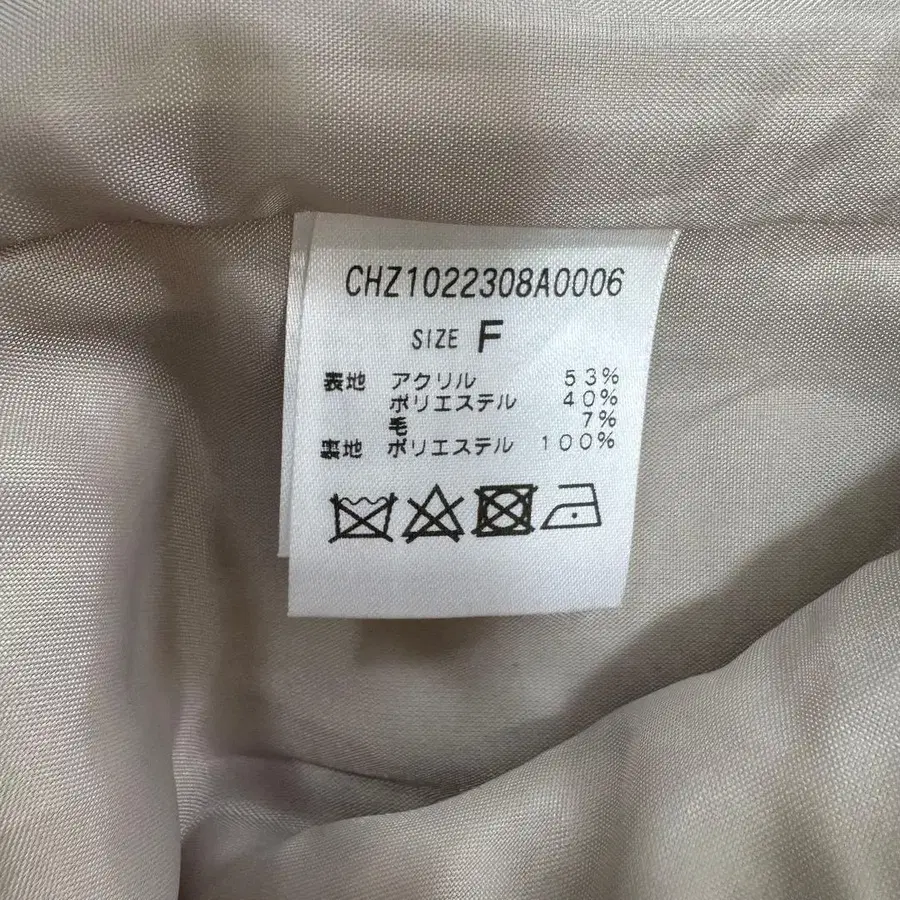 CHZ1022308A0006
SIZE F
表地 アクリル 53%
ポリエステル 40%
毛 7%
裏地 ポリエステル 100%